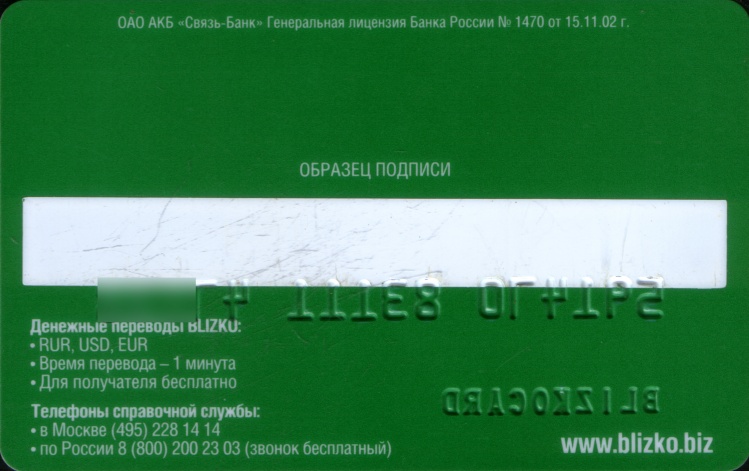 ОАО АКБ «Связь-Банк» Генеральная лицензия Банка России № 1470 от 15.11.02 г.
ОБРАЗЕЦ ПОДПИСИ
83111
Денежные переводы BLIZKO:
• RUR, USD, EUR
• Время перевода – 1 минута
• Для получателя бесплатно
BLIZKOCARD
Телефоны справочной службы:
• в Москве (495) 228 14 14
• по России 8 (800) 200 23 03 (звонок бесплатный)
www.blizko.biz